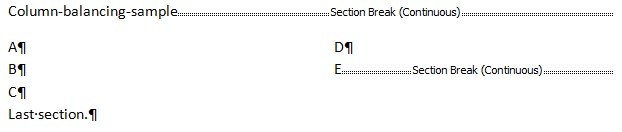 Column-balancing-sample Section Break (Continuous)
A¶
B¶
C¶
D¶
E Section Break (Continuous)
Last·section.¶